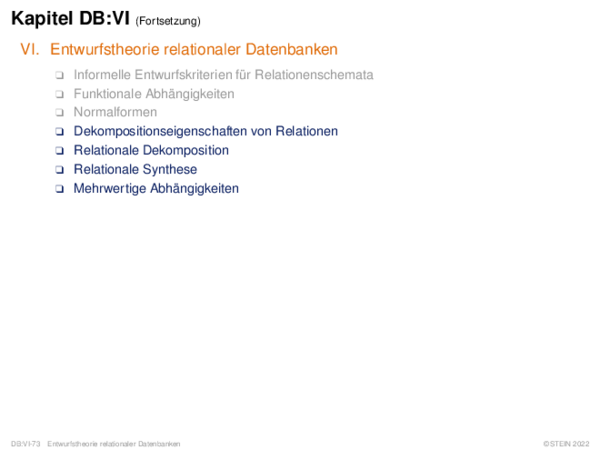 Kapitel DB:VI (Fortsetzung)
VI. Entwurfstheorie relationaler Datenbanken
❑ Informelle Entwurfskriterien für Relationenschemata
❑ Funktionale Abhängigkeiten
❑ Normalformen
❑ Dekompositionseigenschaften von Relationen
❑ Relationale Dekomposition
❑ Relationale Synthese
❑ Mehrwertige Abhängigkeiten
DB:VI-73 Entwurfstheorie relationaler Datenbanken ©STEIN 2022